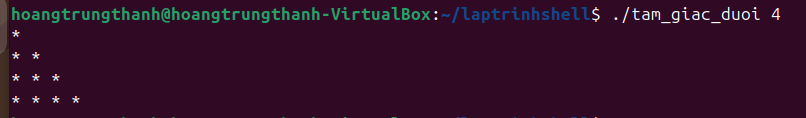 hoangtrungthanh@hoangtrungthanh-VirtualBox:~/laptrinhshell$ ./tam_giac_duoi 4
*
* *
* * *
* * * *